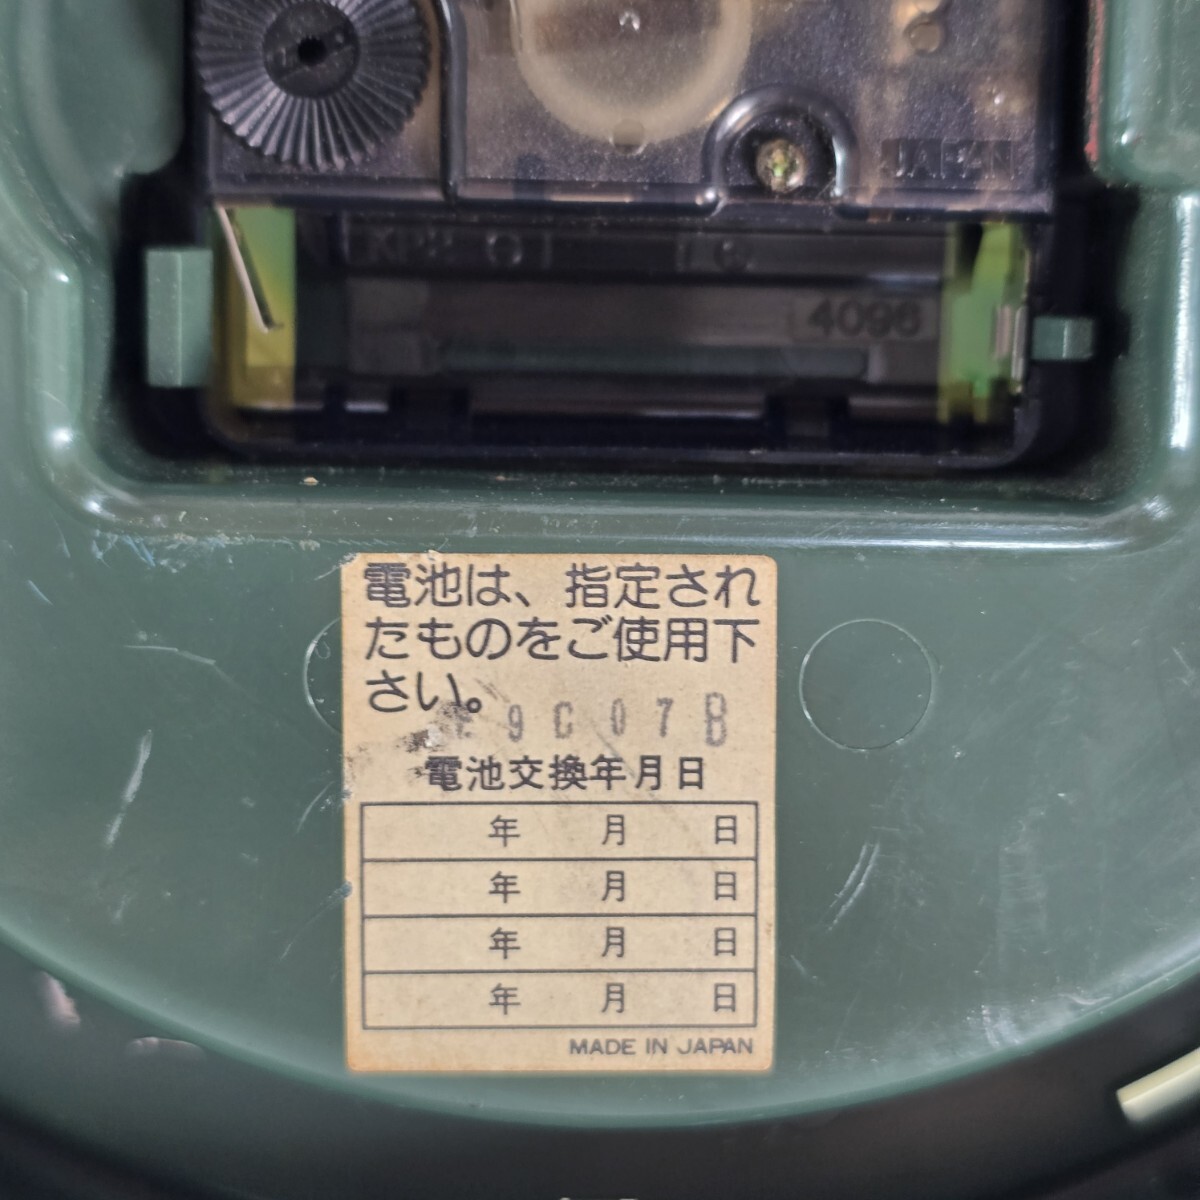 JAPAN
4096
電池は、指定され
たものをご使用下
さい。
9C07B
電池交換年月日
年 月 日
年 月 日
年 月 日
年 月 日
MADE IN JAPAN